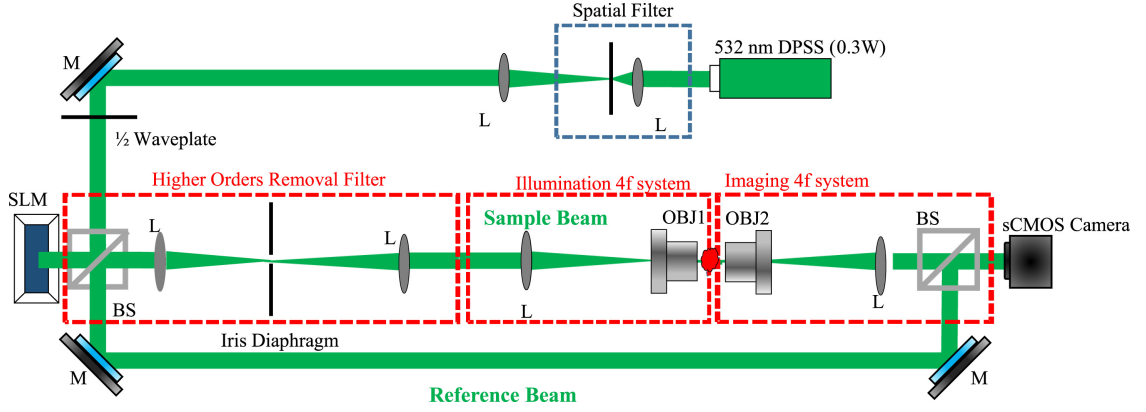 Spatial Filter
532 nm DPSS (0.3W)
M
L
L
½ Waveplate
Higher Orders Removal Filter
Illumination 4f system
Imaging 4f system
SLM
Sample Beam
OBJ1
OBJ2
BS
sCMOS Camera
L
L
BS
L
L
Iris Diaphragm
M
M
Reference Beam